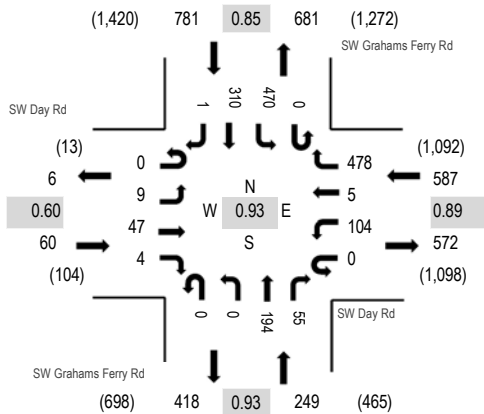 (1,420) 781 0.85 681 (1,272)
SW Grahams Ferry Rd
SW Day Rd
1 310 470 0
(13) 0 478 (1,092)
6 9 N 5 587
0.60 W 0.93 E 0.89
60 47 S 104 572
(104) 4 0 (1,098)
0 0 194 55
SW Day Rd
SW Grahams Ferry Rd
(698) 418 0.93 249 (465)